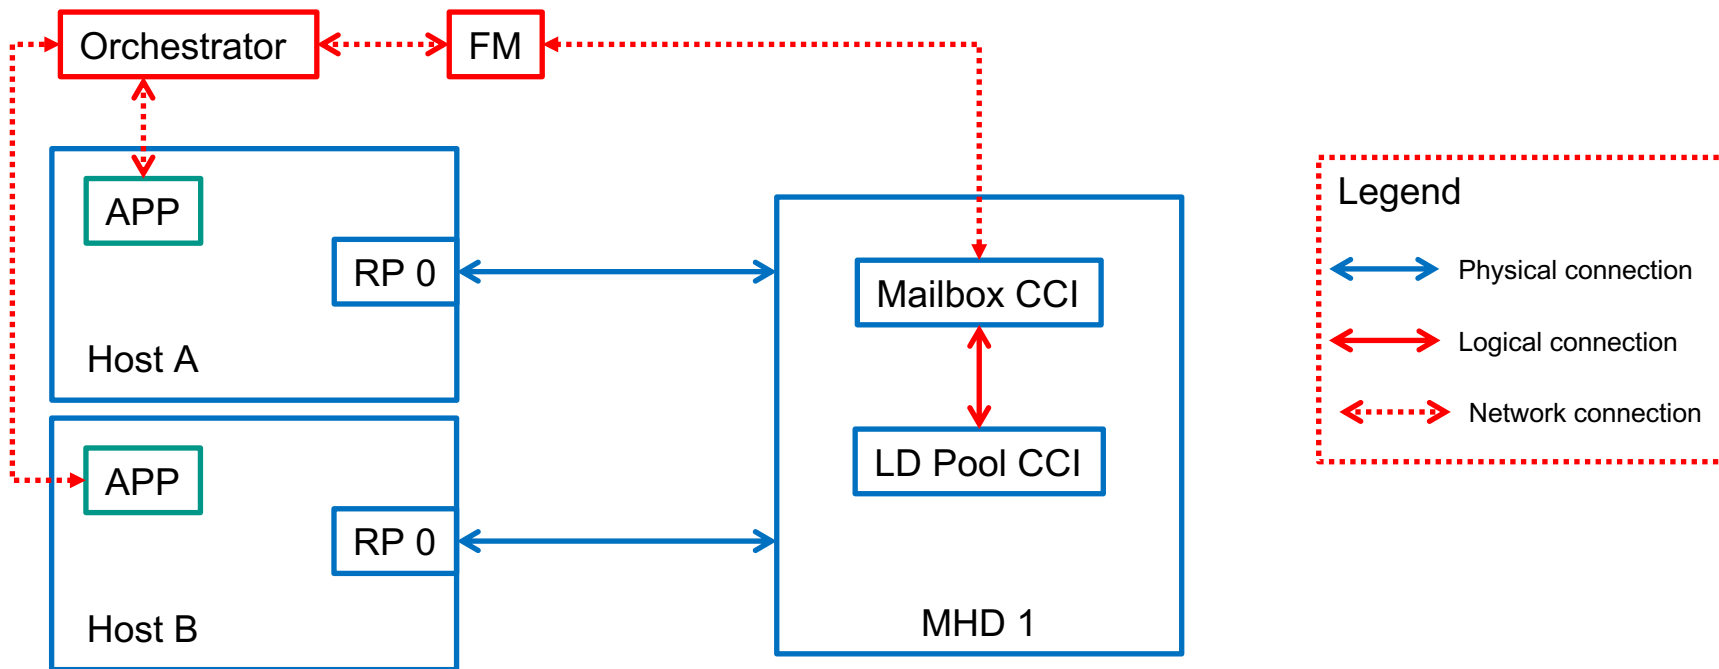 Orchestrator
FM
APP
RP 0
Host A
APP
RP 0
Host B
Mailbox CCI
LD Pool CCI
MHD 1
Legend
Physical connection
Logical connection
Network connection